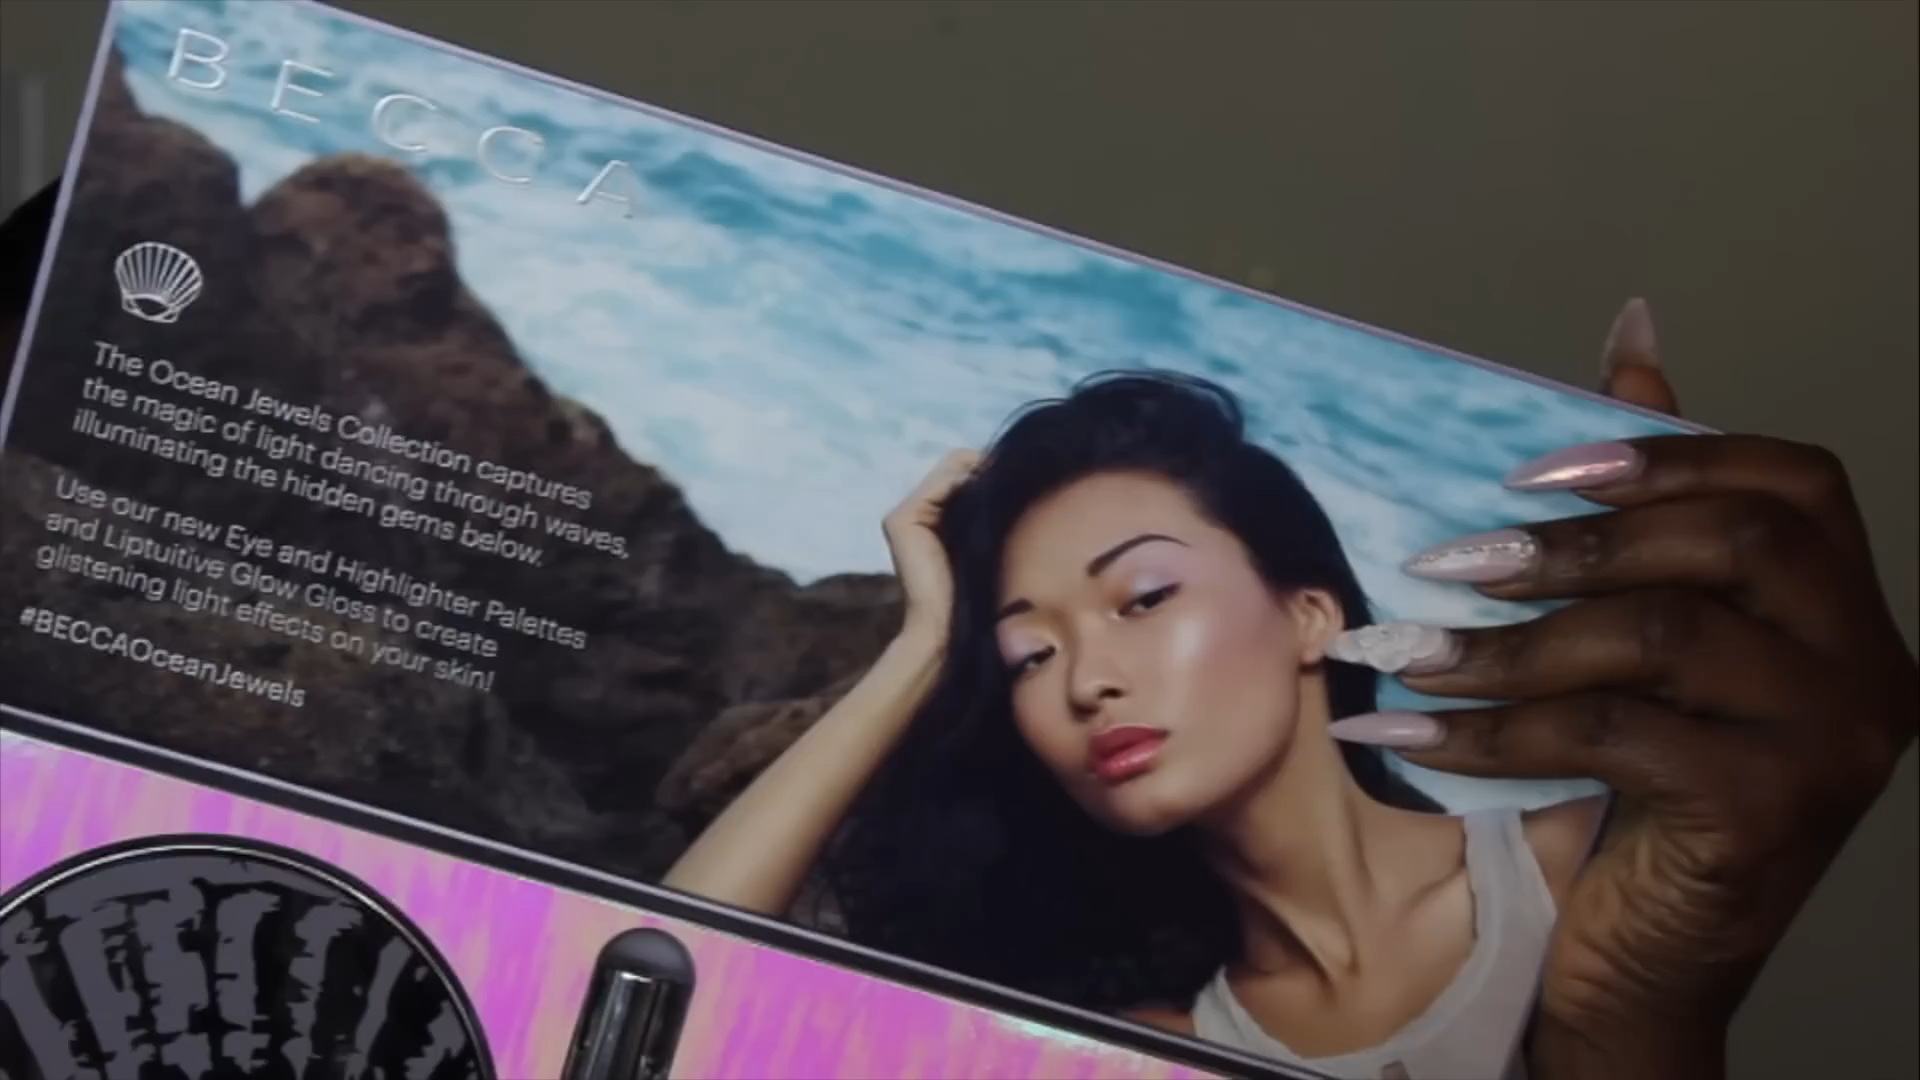 BECCA
The Ocean Jewels Collection captures
the magic of light dancing through waves,
illuminating the hidden gems below.
Use our new Eye and Highlighter Palettes
and Liptuitive Glow Gloss to create
glistening light effects on your skin!
#BECCAOceanJewels